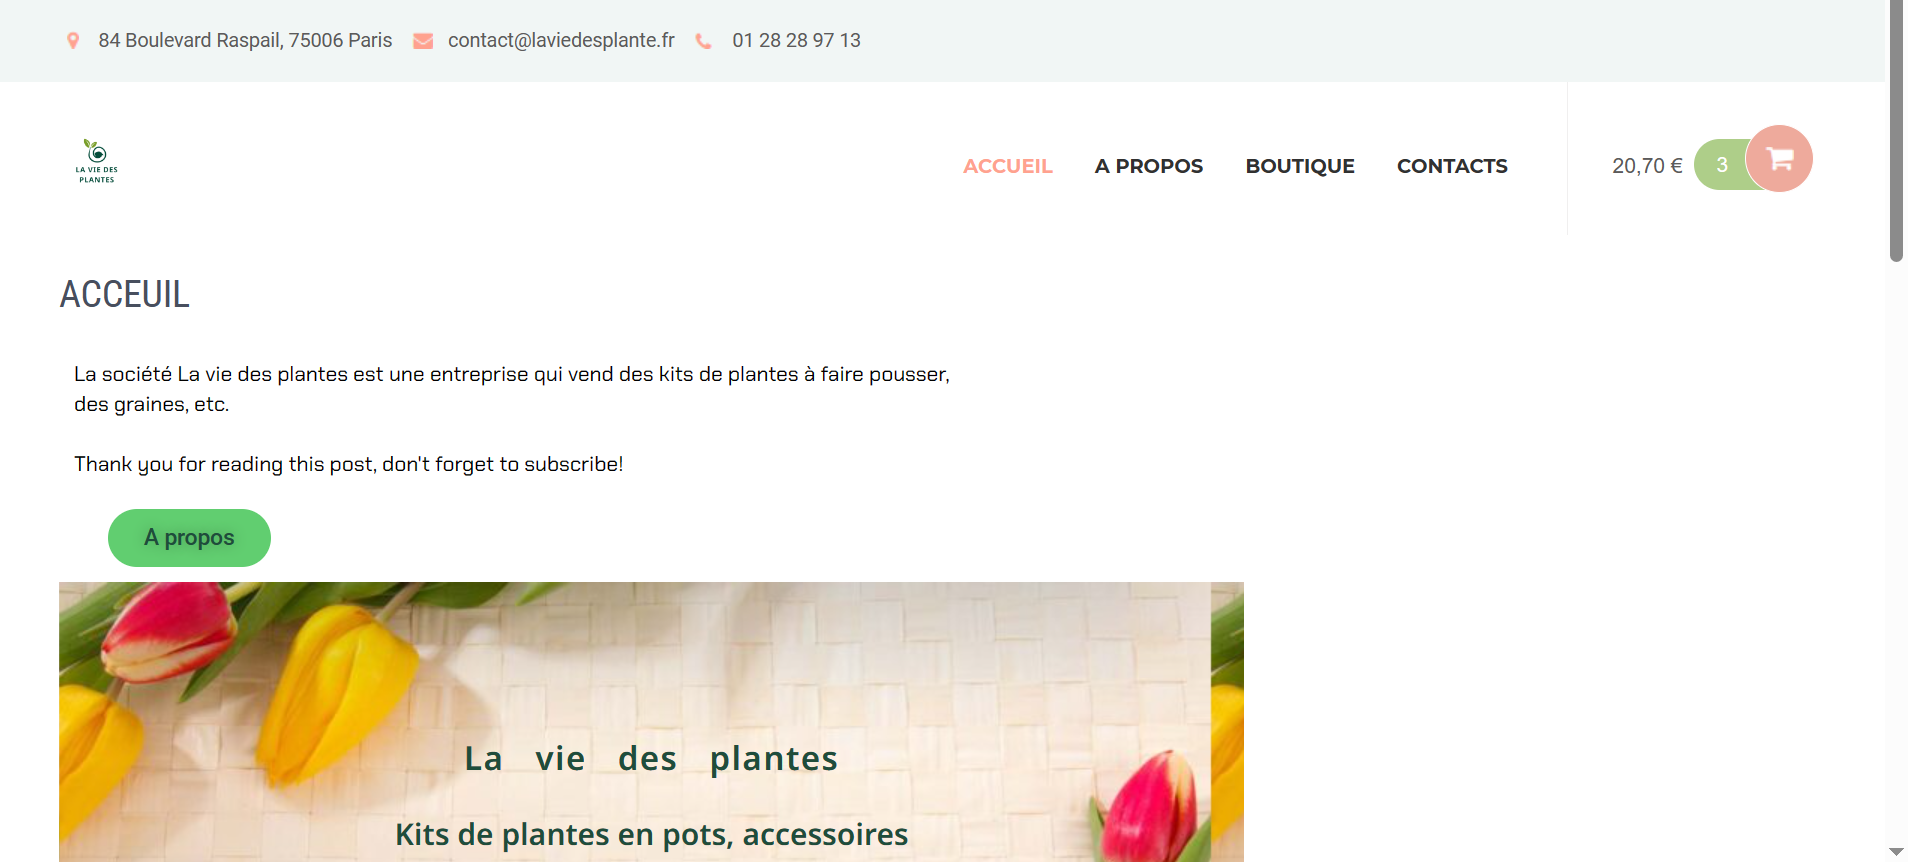 84 Boulevard Raspail, 75006 Paris contact@laviedesplante.fr 01 28 28 97 13
LA VIE DES
PLANTES
ACCUEIL A PROPOS BOUTIQUE CONTACTS 20,70 € 3
ACCEUIL
La société La vie des plantes est une entreprise qui vend des kits de plantes à faire pousser,
des graines, etc.
Thank you for reading this post, don't forget to subscribe!
A propos
La vie des plantes
Kits de plantes en pots, accessoires